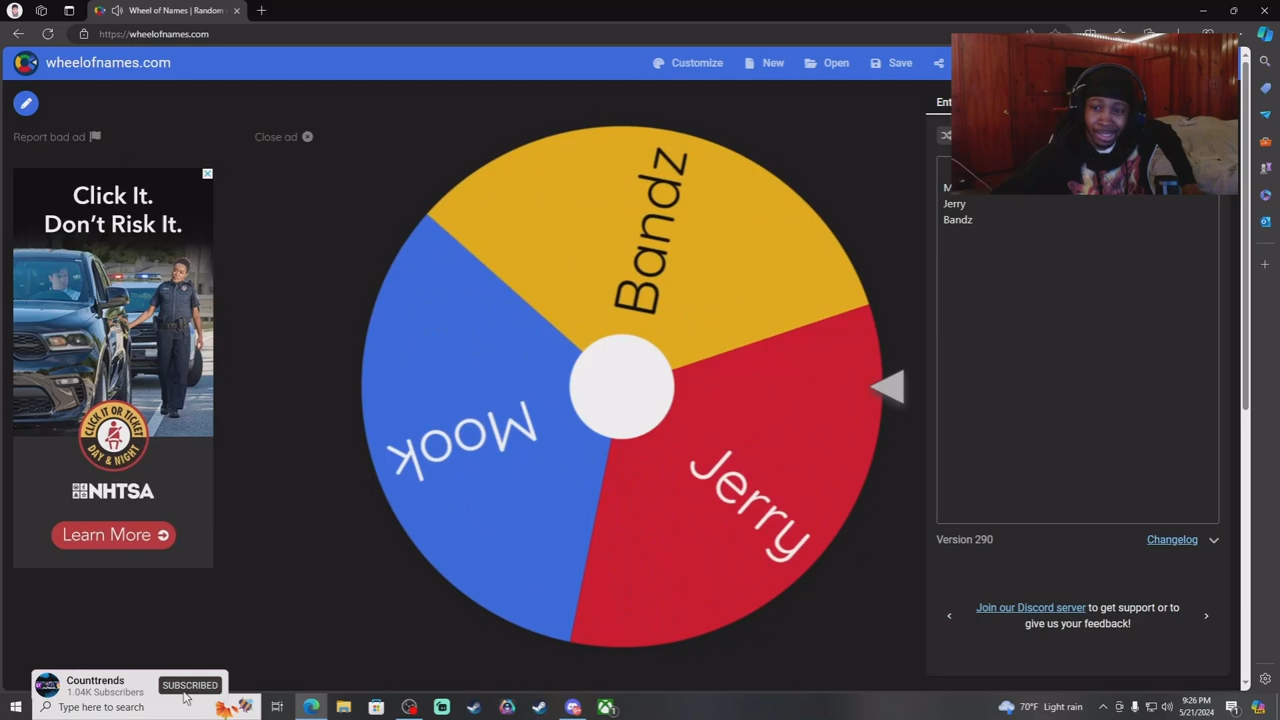 Wheel of Names | Random
https://wheelofnames.com
wheelofnames.com
Customize
New
Open
Save
Ent
Report bad ad
Close ad
Click It.
Don't Risk It.
CLICK IT OR TICKET
DAY & NIGHT
NHTSA
Learn More
Bandz
Mook
Jerry
M
Jerry
Bandz
Version 290
Changelog
Join our Discord server to get support or to
give us your feedback!
Counttrends
1.04K Subscribers
SUBSCRIBED
Type here to search
70°F Light rain
9:26 PM
5/21/2024
1